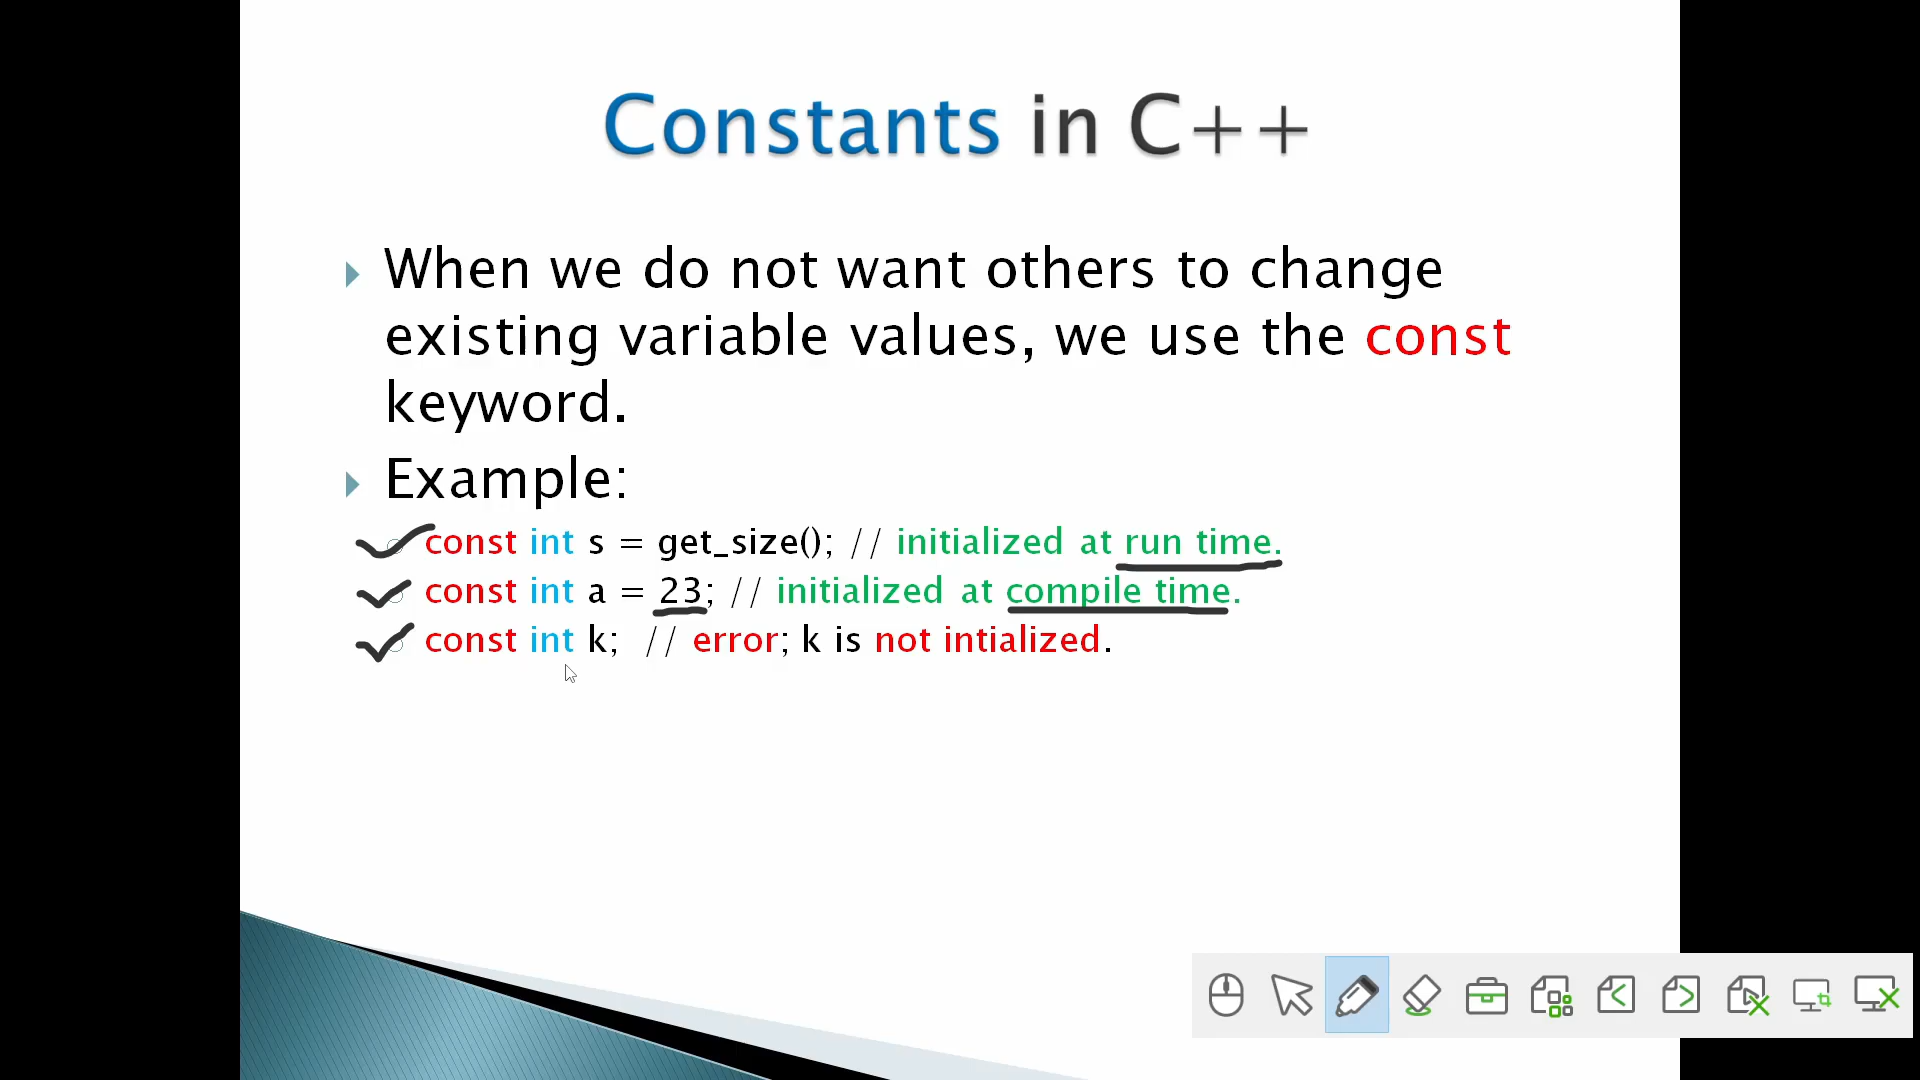 Constants in C++
When we do not want others to change
existing variable values, we use the const
keyword.
Example:
const int s = get_size(); // initialized at run time.
const int a = 23; // initialized at compile time.
const int k; // error; k is not intialized.